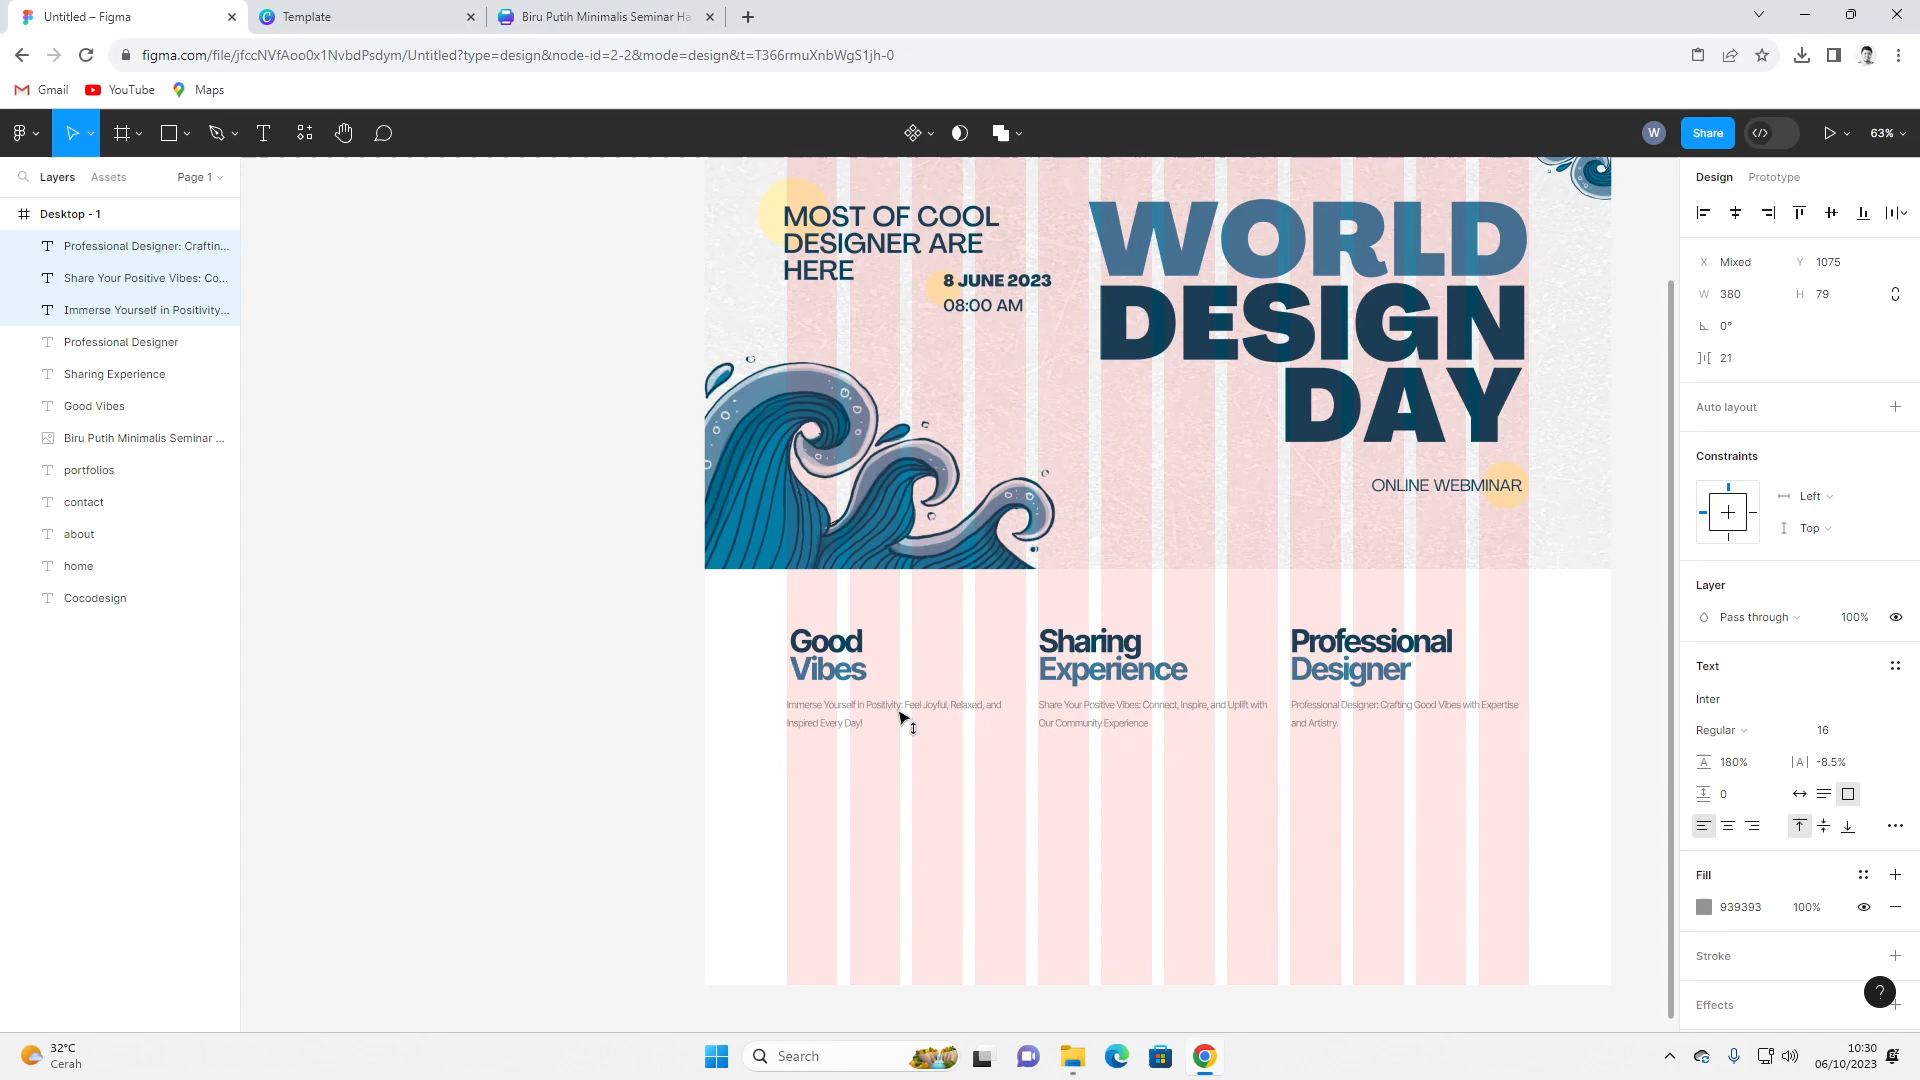 Untitled – Figma
Template
Biru Putih Minimalis Seminar Ha
figma.com/file/jfccNVfAoo0x1NvbdPsdym/Untitled?type=design&node-id=2-2&mode=design&t=T366rmuXnbWgS1jh-0
Gmail
YouTube
Maps
W
Share
63%
Layers
Assets
Page 1
Desktop - 1
Professional Designer: Craftin...
Share Your Positive Vibes: Co...
Immerse Yourself in Positivity...
Professional Designer
Sharing Experience
Good Vibes
Biru Putih Minimalis Seminar ...
portfolios
contact
about
home
Cocodesign
MOST OF COOL
DESIGNER ARE
HERE
8 JUNE 2023
08:00 AM
WORLD
DESIGN
DAY
ONLINE WEBMINAR
Good
Vibes
Immerse Yourself in Positivity: Feel Joyful, Relaxed, and
Inspired Every Day!
Sharing
Experience
Share Your Positive Vibes: Connect, Inspire, and Uplift with
Our Community Experience
Professional
Designer
Professional Designer: Crafting Good Vibes with Expertise
and Artistry.
Design
Prototype
X Mixed
Y 1075
W 380
H 79
0°
21
Auto layout
Constraints
Left
Top
Layer
Pass through
100%
Text
Inter
Regular
16
180%
-8.5%
0
Fill
939393
100%
Stroke
Effects
?
32°C
Cerah
Search
10:30
06/10/2023